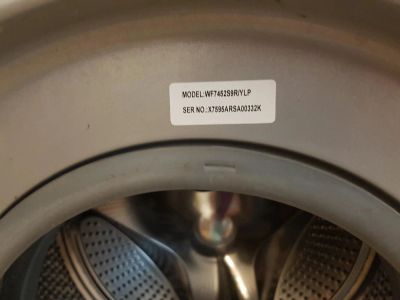 MODEL:WF7452S9R/YLP
SER NO.:X7595ARSA00332K